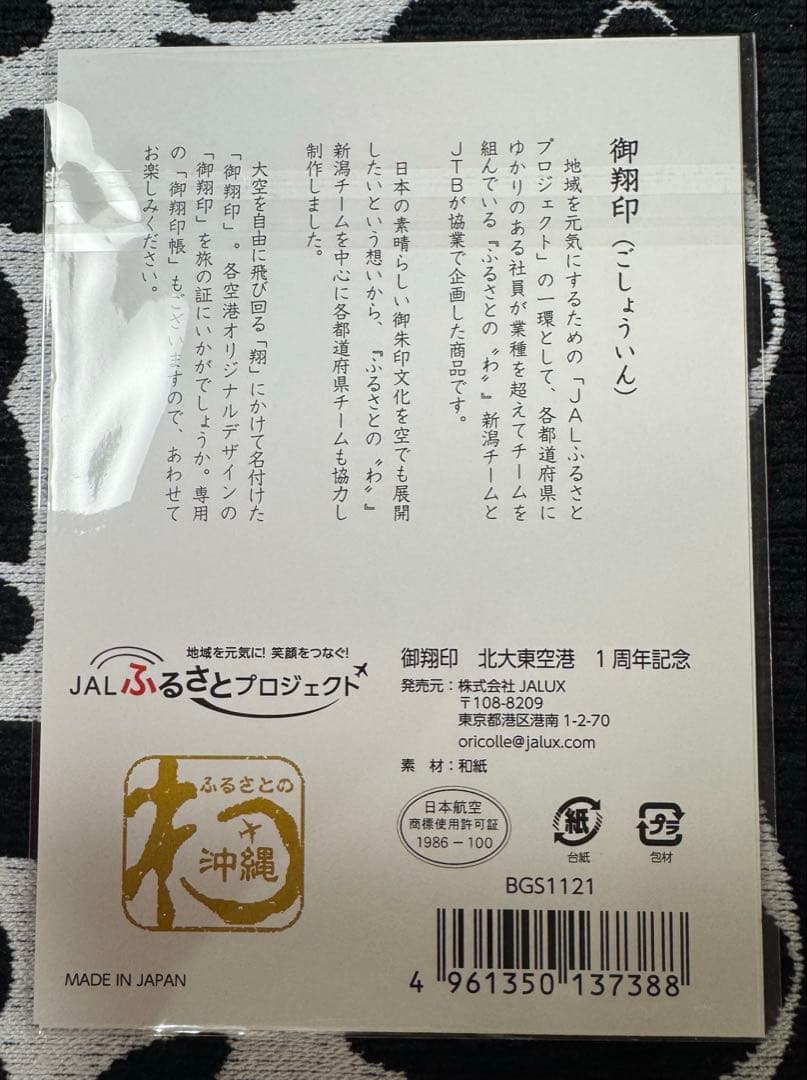 御翔印（ごしょういん）
地域を元気にするための「JALふるさと
プロジェクト」の一環として、各都道府県に
ゆかりのある社員が業種を超えてチームを
組んでいる『ふるさとの〝わ〟』新潟チームと
JTBが協業で企画した商品です。
日本の素晴らしい御朱印文化を空でも展開
したいという想いから、『ふるさとの〝わ〟』
新潟チームを中心に各都道府県チームも協力し
制作しました。
大空を自由に飛び回る「翔」にかけて名付けた
「御翔印」。各空港オリジナルデザインの
「御翔印」を旅の証にいかがでしょうか。専用
の「御翔印帳」もございますので、あわせて
お楽しみください。
地域を元気に! 笑顔をつなぐ!
JALふるさとプロジェクト
ふるさとの
わ
沖縄
MADE IN JAPAN
御翔印　北大東空港　1周年記念
発売元：株式会社 JALUX
〒108-8209
東京都港区港南 1-2-70
oricolle@jalux.com
素 材：和紙
日本航空
商標使用許可証
1986－100
紙
台紙
プラ
包材
BGS1121
4 961350 137388